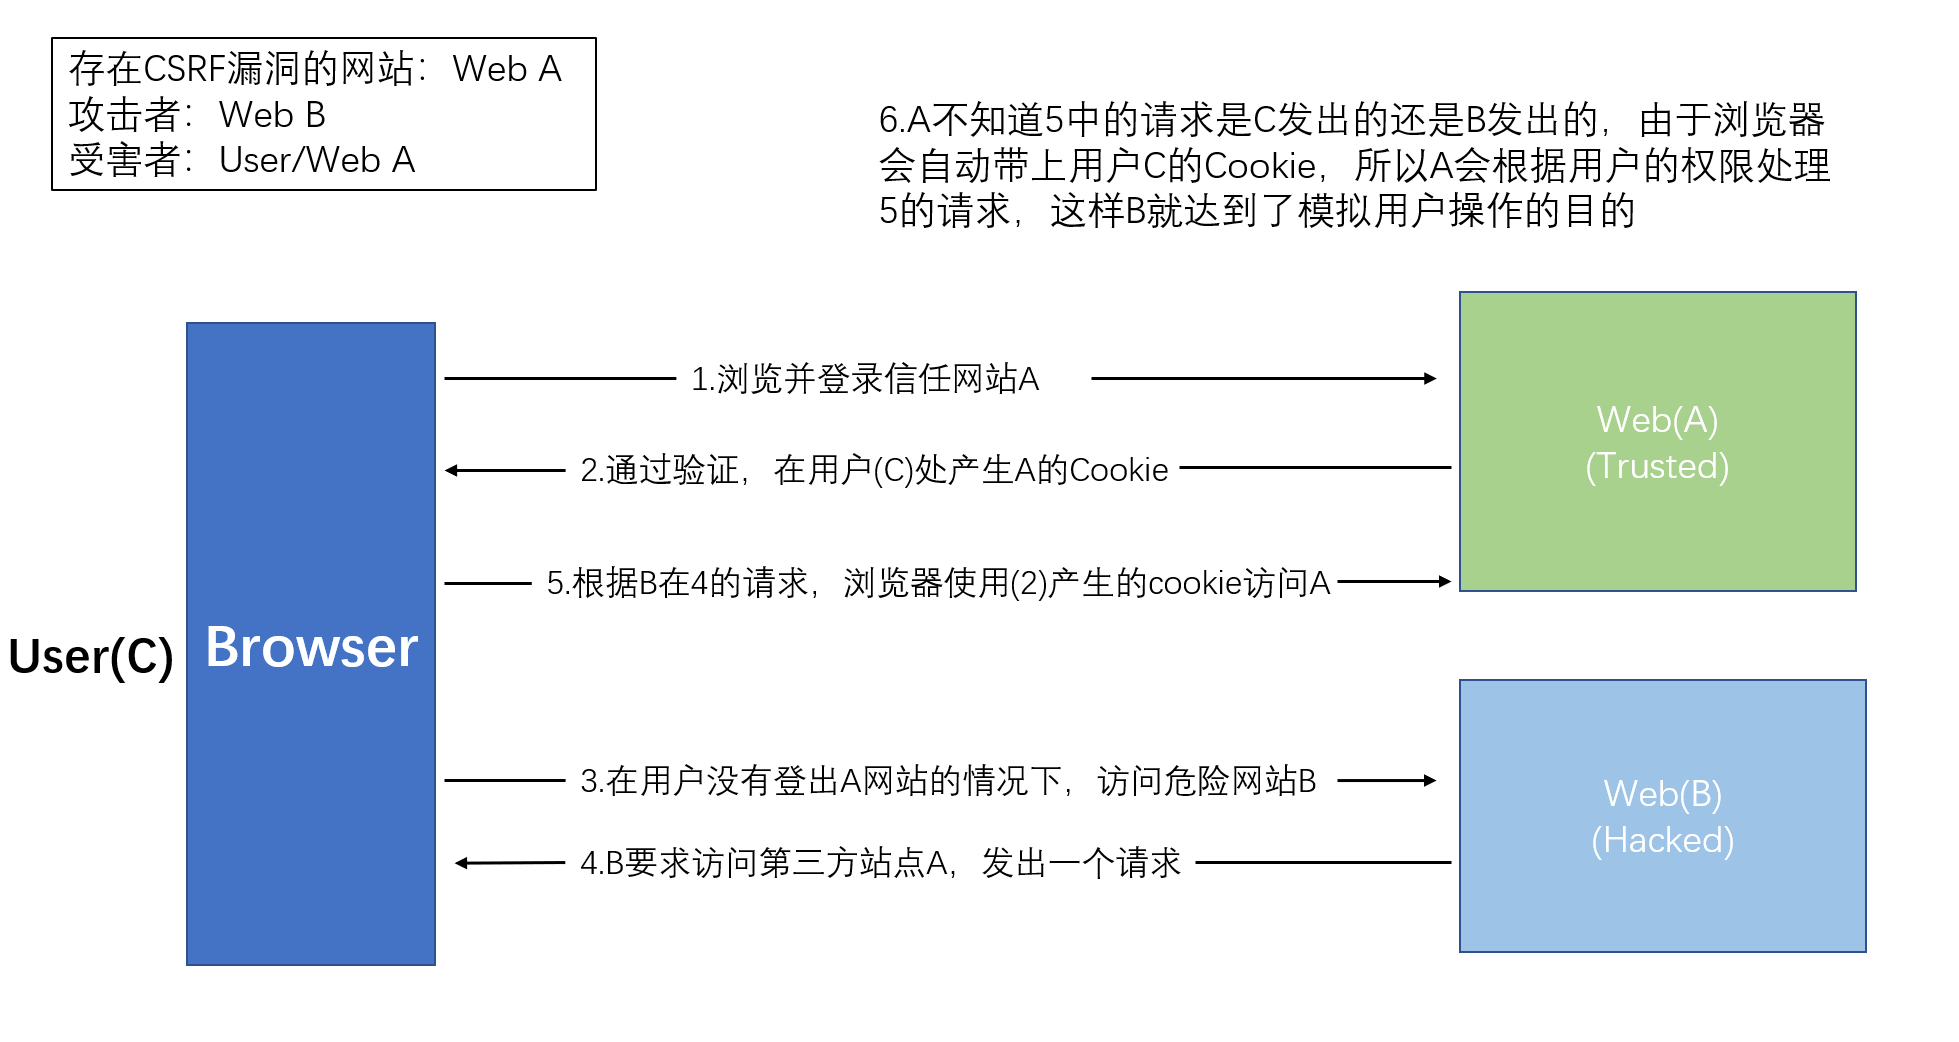 存在CSRF漏洞的网站：Web A
攻击者：Web B
受害者：User/Web A
6.A不知道5中的请求是C发出的还是B发出的，由于浏览器
会自动带上用户C的Cookie，所以A会根据用户的权限处理
5的请求，这样B就达到了模拟用户操作的目的
1.浏览并登录信任网站A
2.通过验证，在用户(C)处产生A的Cookie
5.根据B在4的请求，浏览器使用(2)产生的cookie访问A
3.在用户没有登出A网站的情况下，访问危险网站B
4.B要求访问第三方站点A，发出一个请求
User(C)
Browser
Web(A)
(Trusted)
Web(B)
(Hacked)